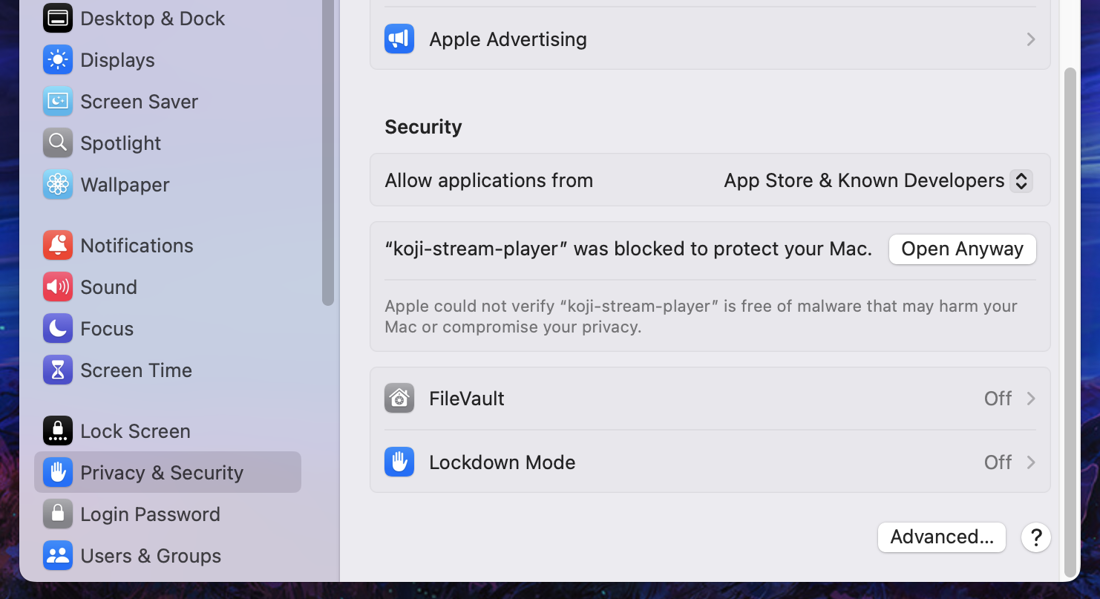 Desktop & Dock
Displays
Screen Saver
Spotlight
Wallpaper
Notifications
Sound
Focus
Screen Time
Lock Screen
Privacy & Security
Login Password
Users & Groups
Apple Advertising
Security
Allow applications from App Store & Known Developers
“koji-stream-player” was blocked to protect your Mac. Open Anyway
Apple could not verify “koji-stream-player” is free of malware that may harm your
Mac or compromise your privacy.
FileVault Off
Lockdown Mode Off
Advanced... ?